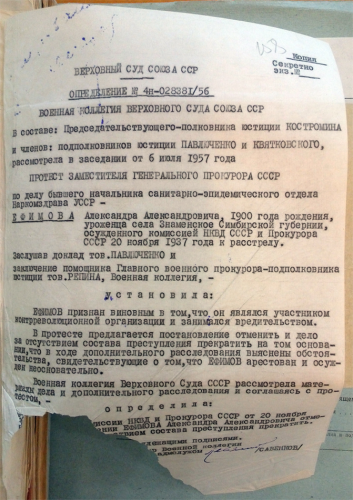 Копия
Секретно
экз.№
ВЕРХОВНЫЙ СУД СОЮЗА ССР
ОПРЕДЕЛЕНИЕ № 4н-028381/56
ВОЕННАЯ КОЛЛЕГИЯ ВЕРХОВНОГО СУДА СОЮЗА ССР
В составе: Председательствующего-полковника юстиции КОСТРОМИНА
и членов: подполковников юстиции ПАВЛЮЧЕНКО и КВЯТКОВСКОГО,
рассмотрела в заседании от 6 июля 1957 года
ПРОТЕСТ ЗАМЕСТИТЕЛЯ ГЕНЕРАЛЬНОГО ПРОКУРОРА СССР
по делу бывшего начальника санитарно-эпидемического отдела
Наркомздрава УССР -
ЕФИМОВА Александра Александровича, 1900 года рождения,
уроженца села Знаменское Симбирской губернии,
осужденного комиссией НКВД СССР и Прокурора
СССР 20 ноября 1937 года к расстрелу.
Заслушав доклад тов.ПАВЛЮЧЕНКО и
заключение помощника Главного военного прокурора-подполковника
юстиции тов.РЕПИНА, Военная коллегия, -
установила:
ЕФИМОВ признан виновным в том, что он являлся участником
контрреволюционной организации и занимался вредительством.
В протесте предлагается постановление отменить и дело
за отсутствием состава преступления прекратить на том основа-
нии, что в ходе дополнительного расследования выяснены обстоя-
тельства, свидетельствующие о том, что ЕФИМОВ арестован и осуж-
ден неосновательно.
Военная коллегия Верховного Суда СССР рассмотрела мате-
риалы дела и дополнительного расследования и соглашаясь с про-
тестом, -
определила:
комиссии НКВД и Прокурора СССР от 20 ноября
ЕФИМОВА Александра Александровича отме-
состава преступления прекратить.
подписями.
Военной коллегии